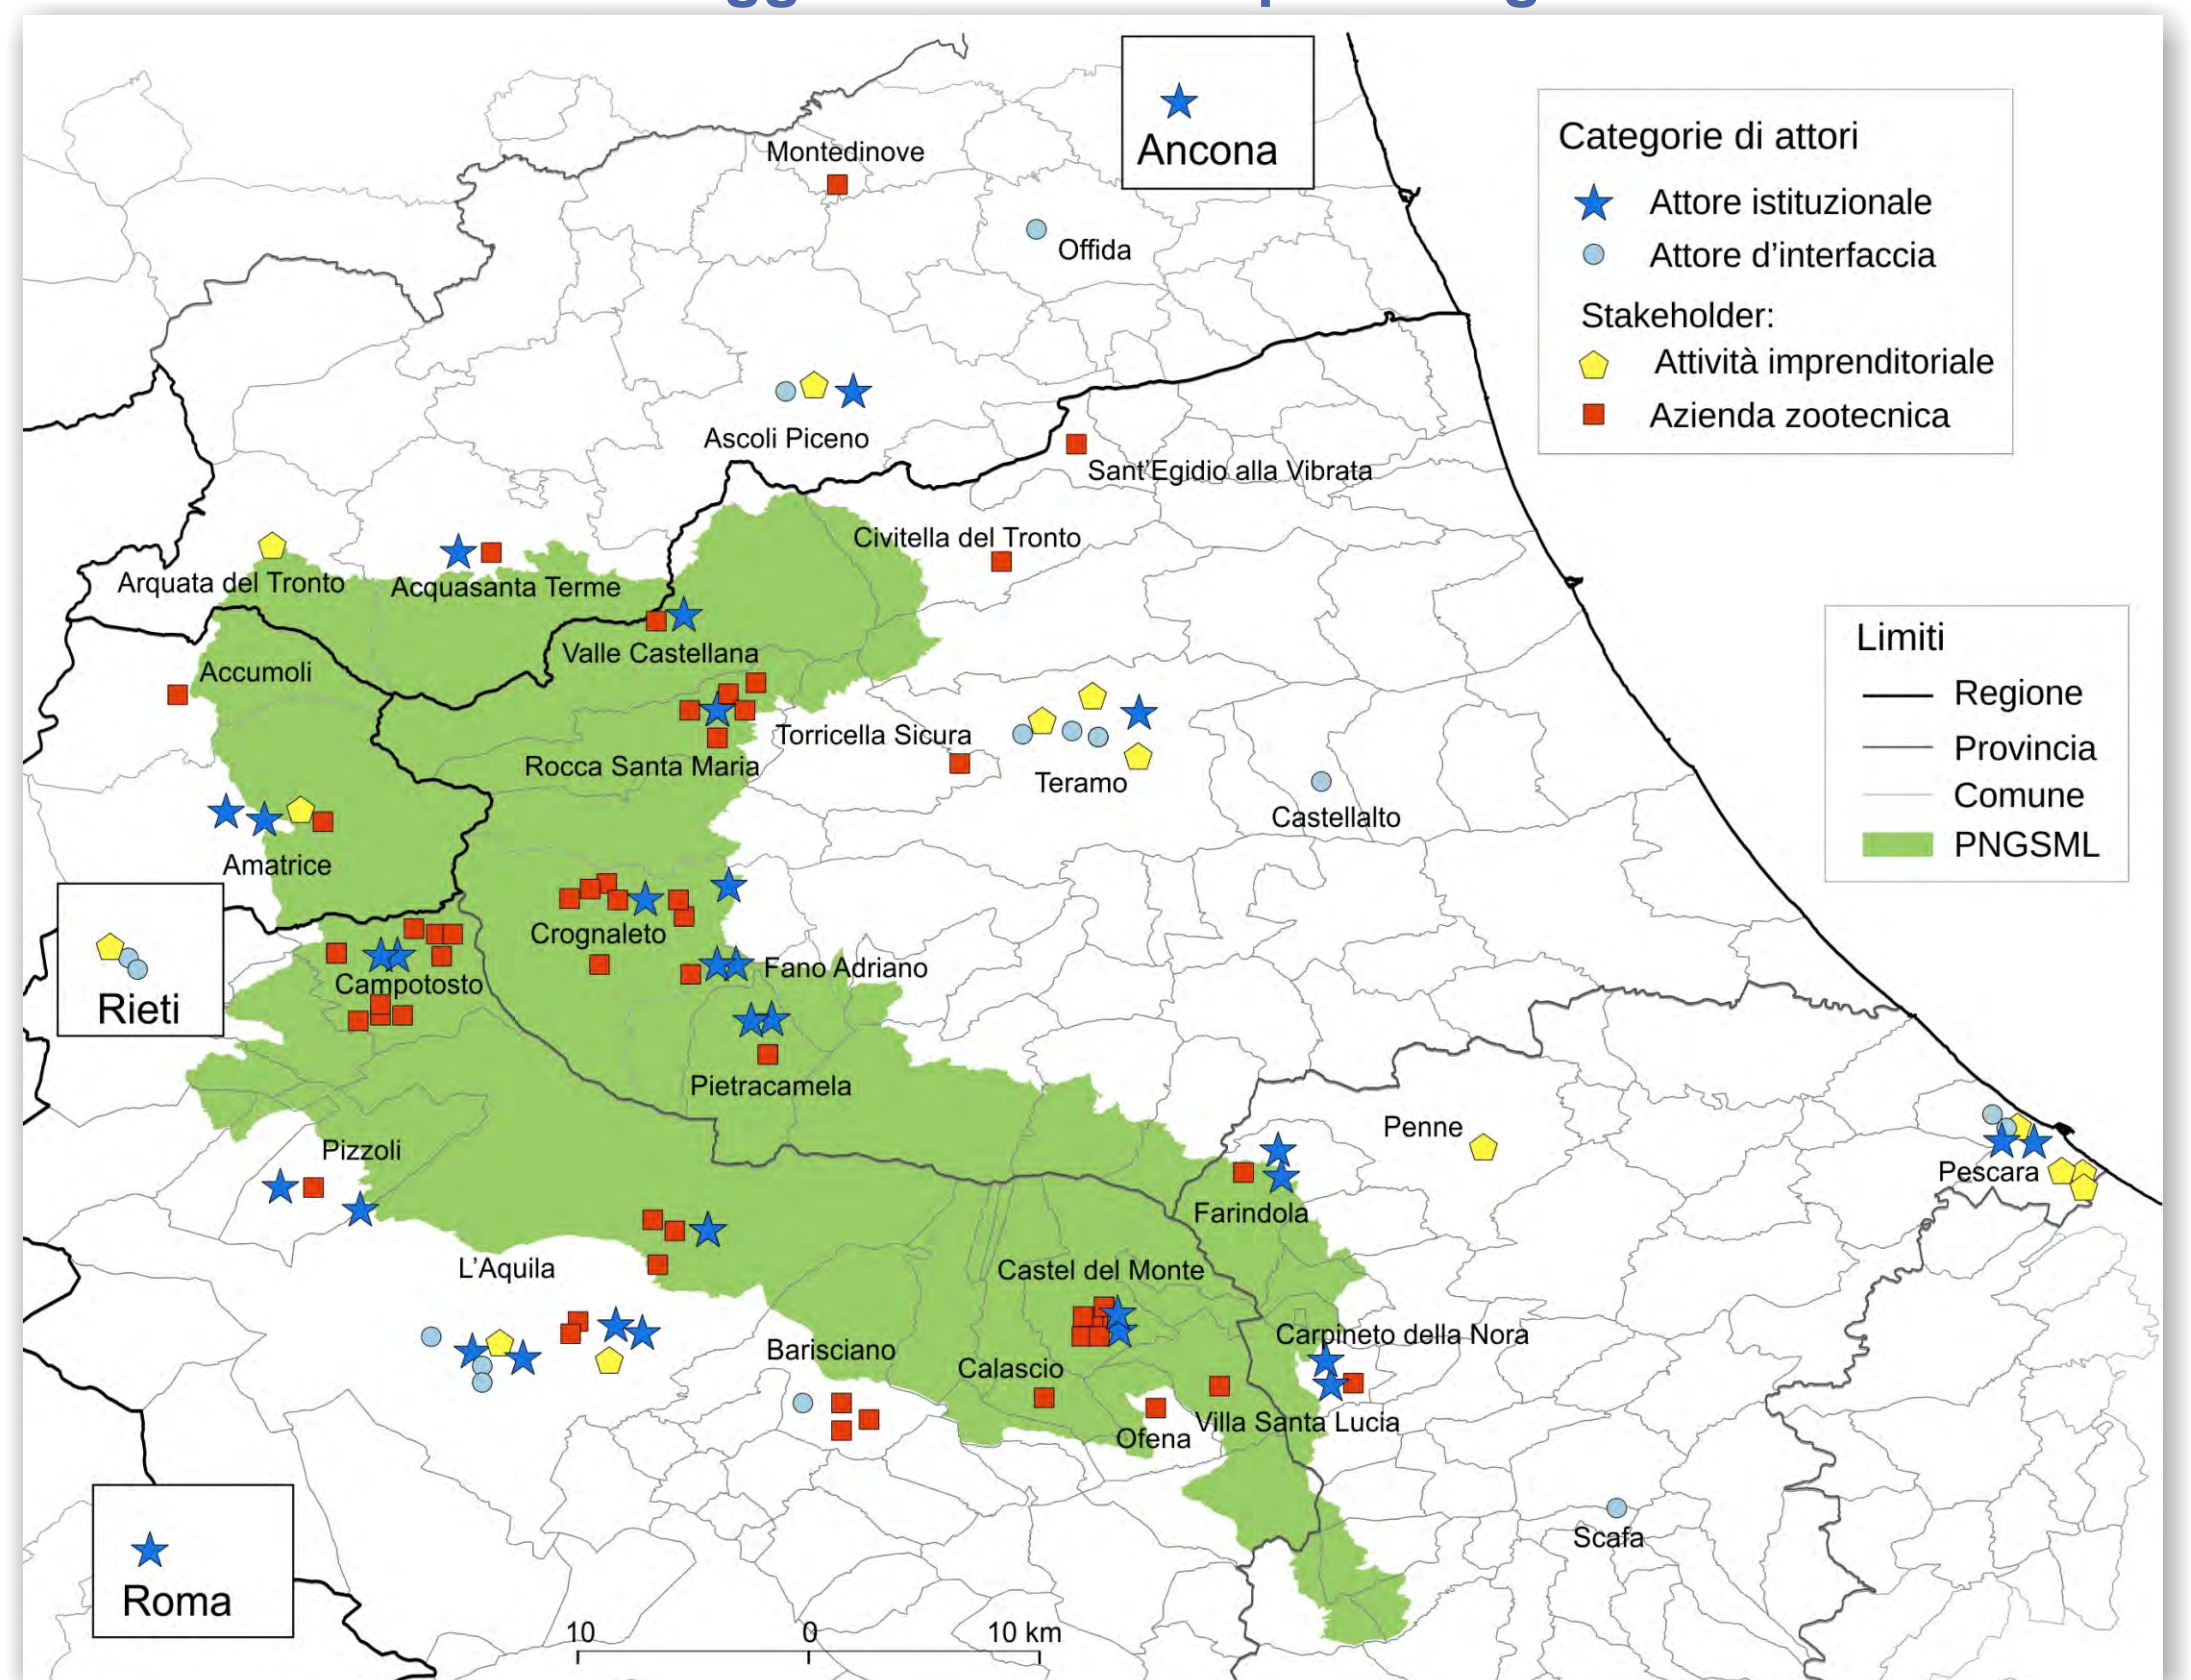 Montedinove
Ancona
Offida
Categorie di attori
Attore istituzionale
Attore d'interfaccia
Stakeholder:
Attività imprenditoriale
Azienda zootecnica
Ascoli Piceno
Sant'Egidio alla Vibrata
Civitella del Tronto
Arquata del Tronto
Acquasanta Terme
Valle Castellana
Accumoli
Limiti
Regione
Provincia
Comune
PNGSML
Torricella Sicura
Rocca Santa Maria
Teramo
Castellalto
Amatrice
Crognaleto
Fano Adriano
Campotosto
Rieti
Pietracamela
Penne
Pizzoli
Pescara
Farindola
L'Aquila
Castel del Monte
Carpineto della Nora
Barisciano
Calascio
Villa Santa Lucia
Ofena
Scafa
Roma
10 0 10 km